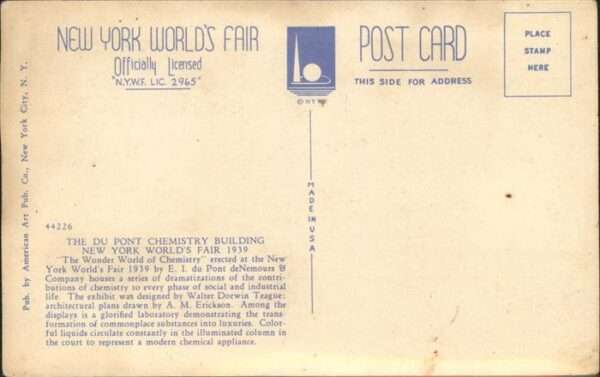 NEW YORK WORLD'S FAIR
Officially Licensed
"N.Y.W.F. LIC. 2965"
POST CARD
THIS SIDE FOR ADDRESS
PLACE
STAMP
HERE
© NYWF
MADE IN USA
Pub. by American Art Pub. Co., New York City, N. Y.
44226
THE DU PONT CHEMISTRY BUILDING
NEW YORK WORLD'S FAIR 1939
"The Wonder World of Chemistry" erected at the New
York World's Fair 1939 by E. I. du Pont deNemours &
Company houses a series of dramatizations of the contri-
butions of chemistry to every phase of social and industrial
life. The exhibit was designed by Walter Dorwin Teague;
architectural plans drawn by A. M. Erickson. Among the
displays is a glorified laboratory demonstrating the trans-
formation of commonplace substances into luxuries. Color-
ful liquids circulate constantly in the illuminated column in
the court to represent a modern chemical appliance.